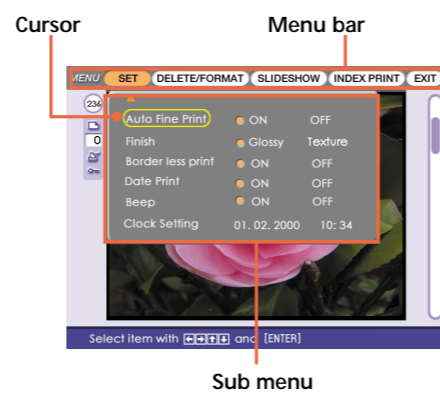 Cursor Menu bar
MENU SET DELETE/FORMAT SLIDESHOW INDEX PRINT EXIT
236
Auto Fine Print ON OFF
0
Finish Glossy Texture
Border less print ON OFF
Date Print ON OFF
Beep ON OFF
Clock Setting 01. 02. 2000 10: 34
Select item with ←→↑↓ and [ENTER]
Sub menu